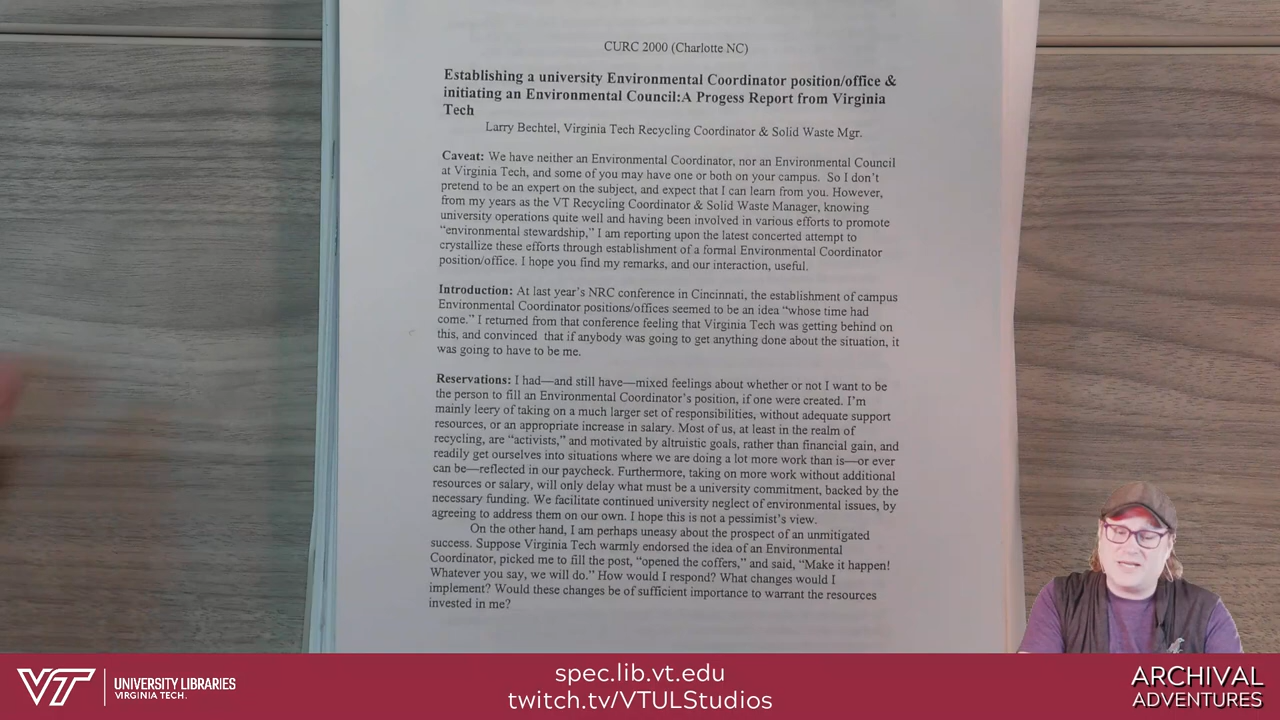 CURC 2000 (Charlotte NC)
Establishing a university Environmental Coordinator position/office &
initiating an Environmental Council:A Progess Report from Virginia
Tech
Larry Bechtel, Virginia Tech Recycling Coordinator & Solid Waste Mgr.
Caveat: We have neither an Environmental Coordinator, nor an Environmental Council
at Virginia Tech, and some of you may have one or both on your campus. So I don't
pretend to be an expert on the subject, and expect that I can learn from you. However,
from my years as the VT Recycling Coordinator & Solid Waste Manager, knowing
university operations quite well and having been involved in various efforts to promote
“environmental stewardship,” I am reporting upon the latest concerted attempt to
crystallize these efforts through establishment of a formal Environmental Coordinator
position/office. I hope you find my remarks, and our interaction, useful.
Introduction: At last year's NRC conference in Cincinnati, the establishment of campus
Environmental Coordinator positions/offices seemed to be an idea “whose time had
come.” I returned from that conference feeling that Virginia Tech was getting behind on
this, and convinced that if anybody was going to get anything done about the situation, it
was going to have to be me.
Reservations: I had—and still have—mixed feelings about whether or not I want to be
the person to fill an Environmental Coordinator's position, if one were created. I'm
mainly leery of taking on a much larger set of responsibilities, without adequate support
resources, or an appropriate increase in salary. Most of us, at least in the realm of
recycling, are “activists,” and motivated by altruistic goals, rather than financial gain, and
readily get ourselves into situations where we are doing a lot more work than is—or ever
can be—reflected in our paycheck. Furthermore, taking on more work without additional
resources or salary, will only delay what must be a university commitment, backed by the
necessary funding. We facilitate continued university neglect of environmental issues, by
agreeing to address them on our own. I hope this is not a pessimist's view.
On the other hand, I am perhaps uneasy about the prospect of an unmitigated
success. Suppose Virginia Tech warmly endorsed the idea of an Environmental
Coordinator, picked me to fill the post, “opened the coffers,” and said, “Make it happen!
Whatever you say, we will do.” How would I respond? What changes would I
implement? Would these changes be of sufficient importance to warrant the resources
invested in me?
VT UNIVERSITY LIBRARIES
VIRGINIA TECH.
spec.lib.vt.edu
twitch.tv/VTULStudios
ARCHIVAL
ADVENTURES